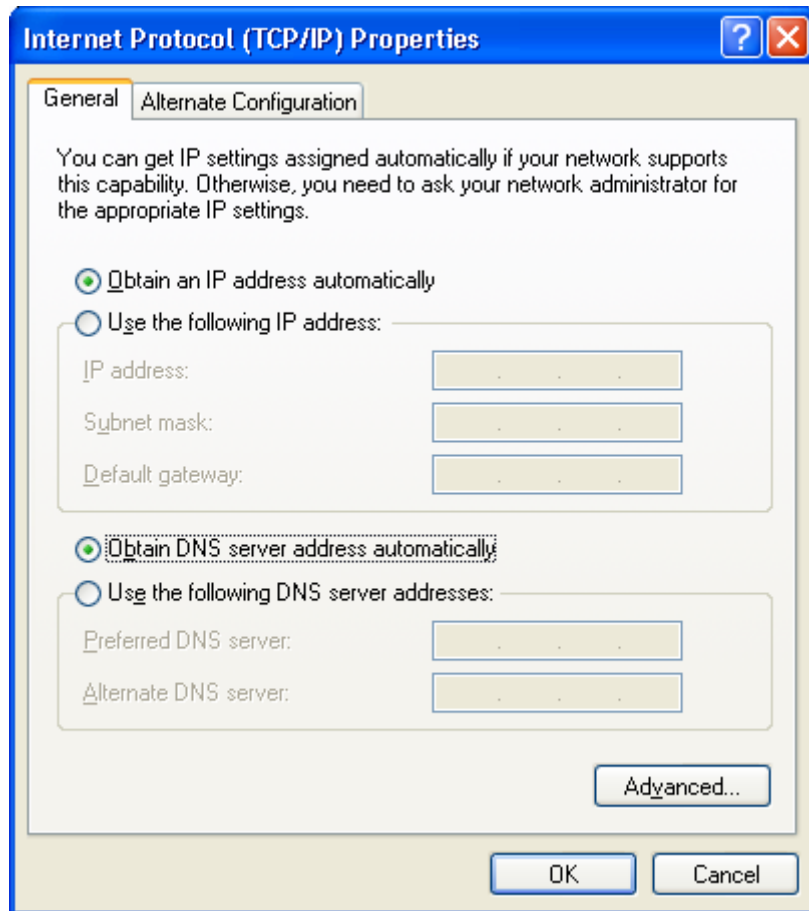 Internet Protocol (TCP/IP) Properties
General
Alternate Configuration
You can get IP settings assigned automatically if your network supports
this capability. Otherwise, you need to ask your network administrator for
the appropriate IP settings.
Obtain an IP address automatically
Use the following IP address:
IP address:
Subnet mask:
Default gateway:
Obtain DNS server address automatically
Use the following DNS server addresses:
Preferred DNS server:
Alternate DNS server:
Advanced...
OK
Cancel